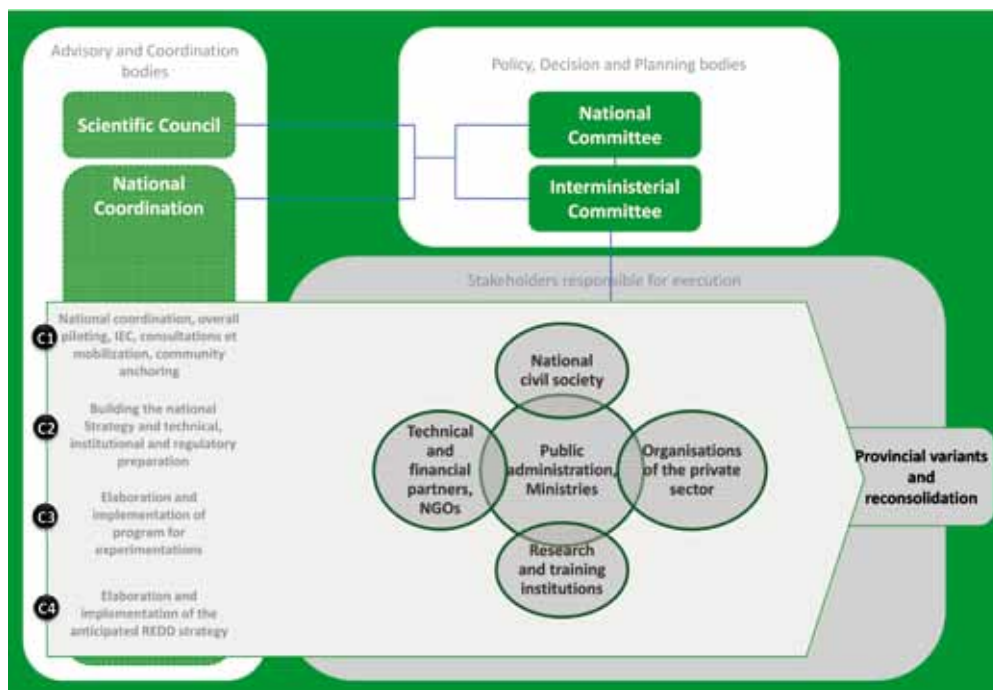 Advisory and Coordination
bodies
Scientific Council
National
Coordination
Policy, Decision and Planning bodies
National
Committee
Interministerial
Committee
Stakeholders responsible for execution
C1
National coordination, overall
piloting, IEC, consultations et
mobilization, community
anchoring
C2
Building the national
Strategy and technical,
institutional and regulatory
preparation
C3
Elaboration and
implementation of
program for
experimentations
C4
Elaboration and
implementation of the
anticipated REDD strategy
National
civil society
Technical
and
financial
partners,
NGOs
Public
administration,
Ministries
Organisations
of the private
sector
Research
and training
institutions
Provincial variants
and
reconsolidation